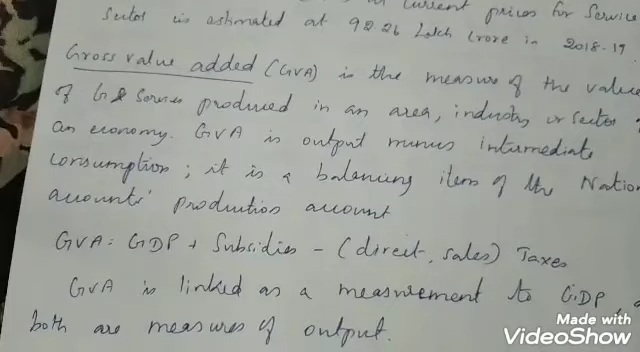 current prices for Service
Sector is estimated at 92.26 Lakh Crore in 2018-19.
Gross value added (GVA) is the measure of the value
of G & Services produced in an area, industry or sector
an economy. GVA is output minus intermediate
consumption; it is a balancing item of the Nation
accounts' production account
GVA = GDP + Subsidies - (direct, sales) Taxes
GVA is linked as a measurement to GDP,
both are measures of output.
Made with
VideoShow